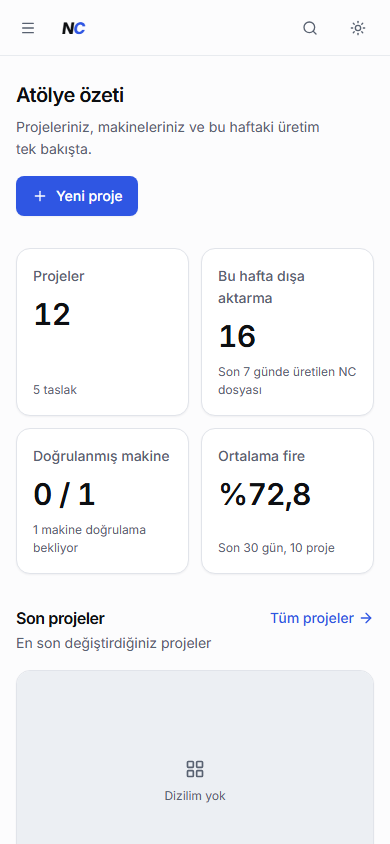 NC
Atölye özeti
Projeleriniz, makineleriniz ve bu haftaki üretim
tek bakışta.
Yeni proje
Projeler
12
5 taslak
Bu hafta dışa
aktarma
16
Son 7 günde üretilen NC
dosyası
Doğrulanmış makine
0 / 1
1 makine doğrulama
bekliyor
Ortalama fire
%72,8
Son 30 gün, 10 proje
Son projeler
Tüm projeler
En son değiştirdiğiniz projeler
Dizilim yok